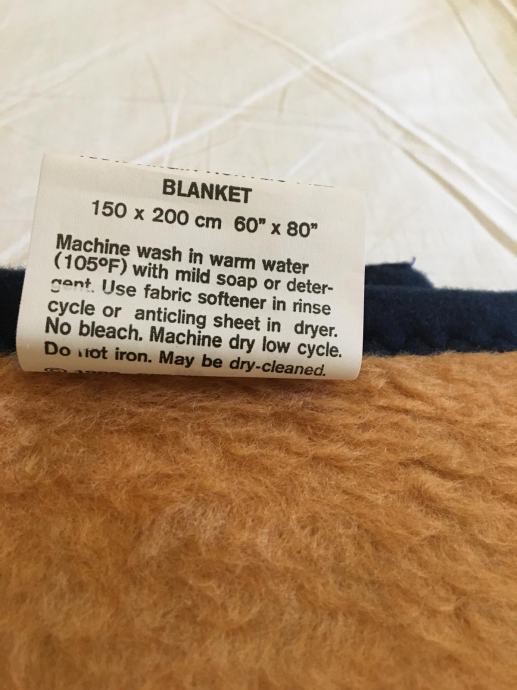 BLANKET
150 x 200 cm 60" x 80"
Machine wash in warm water
(105ºF) with mild soap or deter-
gent. Use fabric softener in rinse
cycle or anticling sheet in dryer.
No bleach. Machine dry low cycle.
Do not iron. May be dry-cleaned.